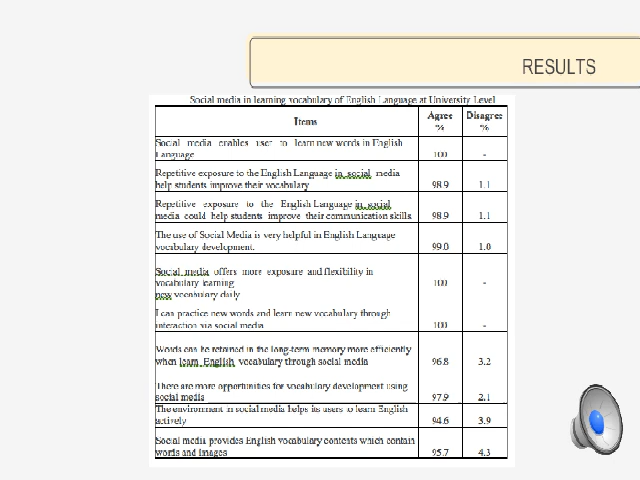 RESULTS
Social media in learning vocabulary of English Language at University Level
Items Agree % Disagree %
Social media enables user to learn new words in English
Language 100 -
Repetitive exposure to the English Language in social media
help students improve their vocabulary 98.9 1.1
Repetitive exposure to the English Language in social
media could help students improve their communication skills 98.9 1.1
The use of Social Media is very helpful in English Language
vocabulary development. 99.0 1.0
Social media offers more exposure and flexibility in
vocabulary learning 100 -
new vocabulary daily
I can practice new words and learn new vocabulary through
interaction via social media 100 -
Words can be retained in the long-term memory more efficiently
when learn English vocabulary through social media 96.8 3.2
There are more opportunities for vocabulary development using
social media 97.9 2.1
The environment in social media helps its users to learn English
actively 94.6 3.9
Social media provides English vocabulary contents which contain
words and images 95.7 4.3